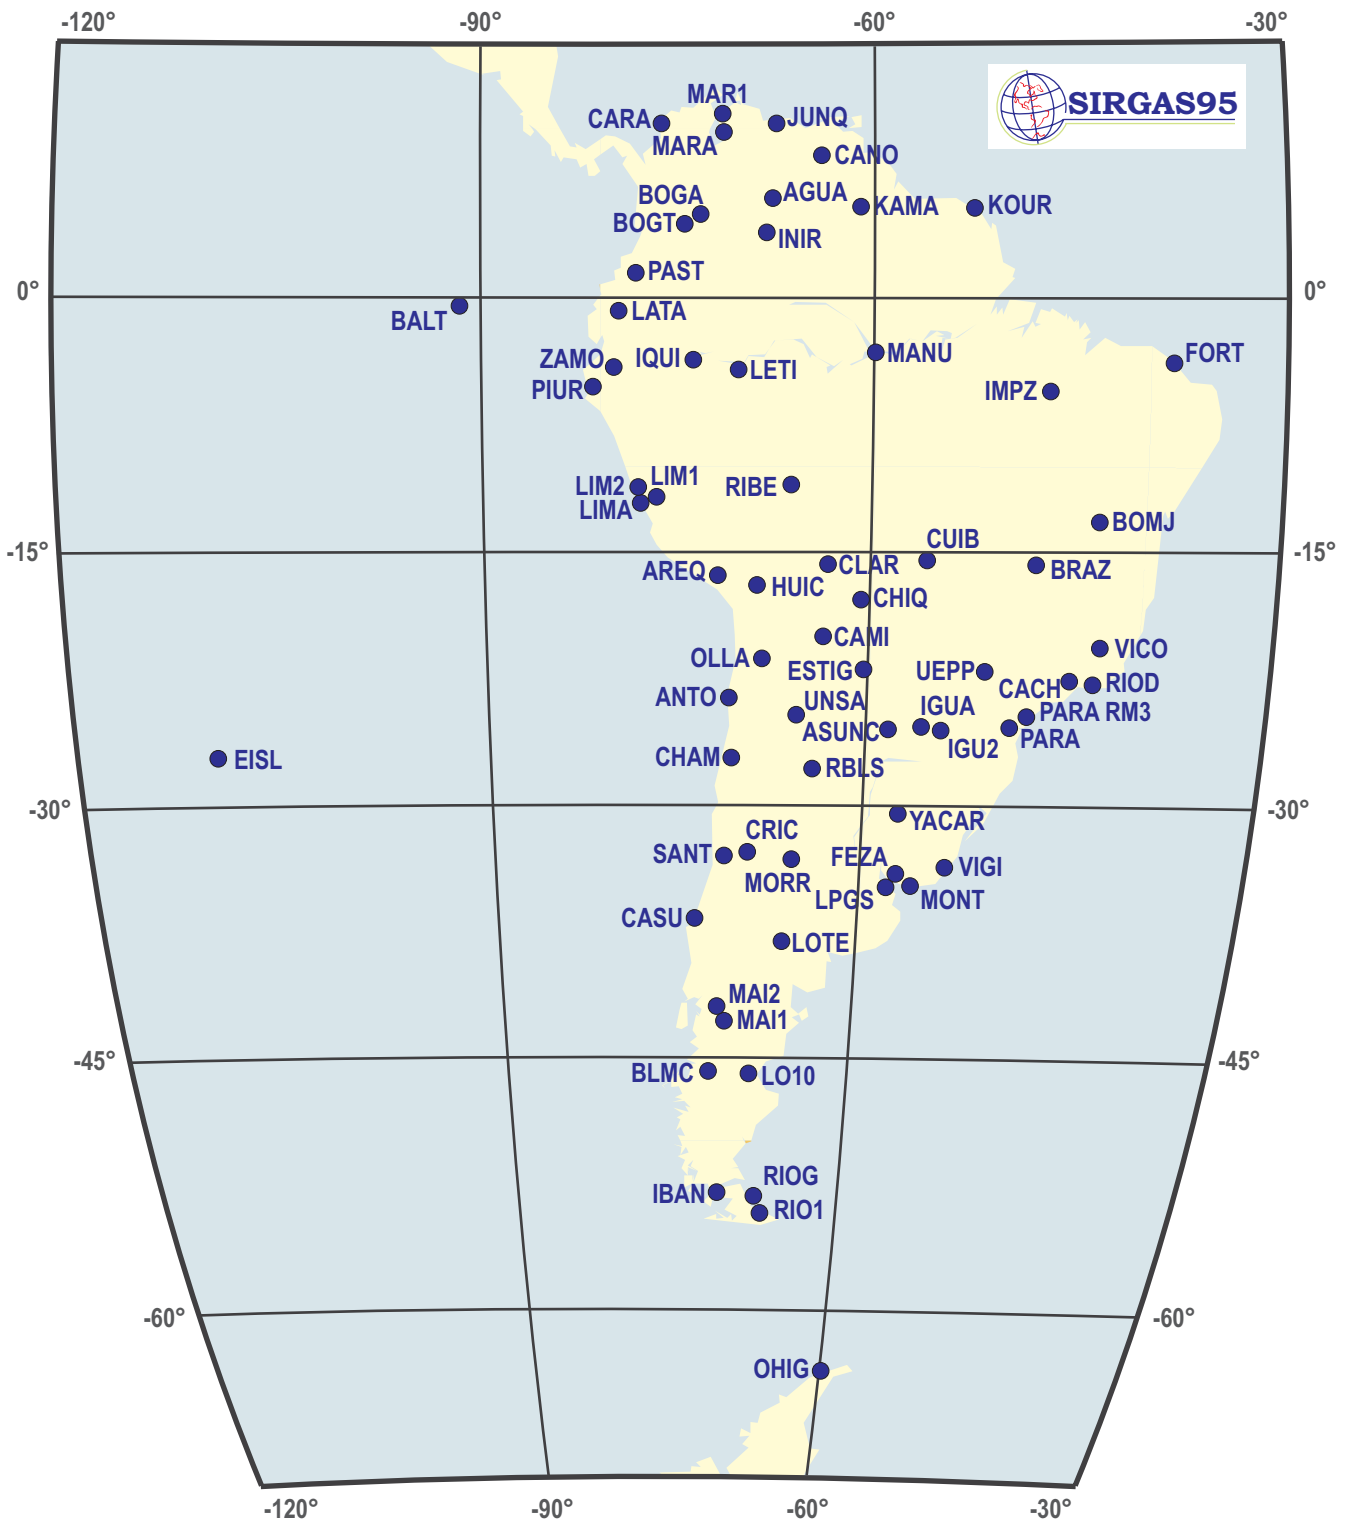 -120°
-90°
-60°
-30°
SIRGAS95
MAR1
CARA
JUNQ
MARA
CANO
BOGA
AGUA
KAMA
KOUR
BOGT
INIR
PAST
0°
0°
LATA
BALT
ZAMO
IQUI
LETI
MANU
FORT
PIUR
IMPZ
LIM2
LIM1
RIBE
LIMA
BOMJ
CUIB
-15°
-15°
AREQ
CLAR
BRAZ
HUIC
CHIQ
CAMI
VICO
OLLA
ESTIG
UEPP
CACH
RIOD
ANTO
UNSA
IGUA
PARA RM3
ASUNC
IGU2
PARA
EISL
CHAM
RBLS
-30°
-30°
YACAR
CRIC
SANT
FEZA
VIGI
MORR
LPGS
MONT
CASU
LOTE
MAI2
MAI1
-45°
-45°
BLMC
LO10
RIOG
IBAN
RIO1
-60°
-60°
OHIG
-120°
-90°
-60°
-30°